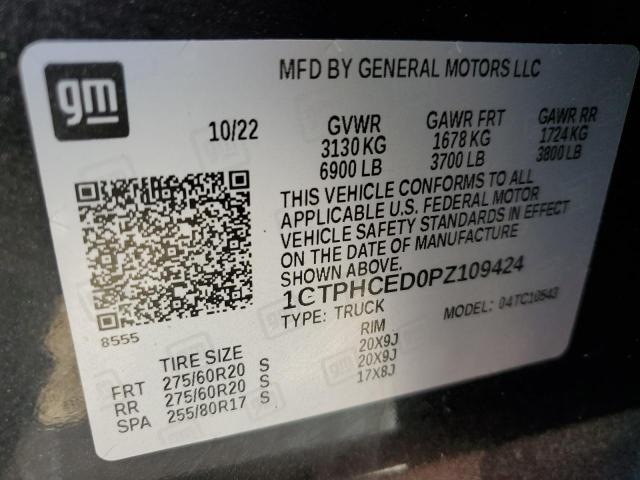 gm
MFD BY GENERAL MOTORS LLC
10/22 GVWR GAWR FRT GAWR RR
3130 KG 1678 KG 1724 KG
6900 LB 3700 LB 3800 LB
THIS VEHICLE CONFORMS TO ALL
APPLICABLE U.S. FEDERAL MOTOR
VEHICLE SAFETY STANDARDS IN EFFECT
ON THE DATE OF MANUFACTURE
SHOWN ABOVE.
1CTPHCED0PZ109424
TYPE: TRUCK MODEL: 04TC10543
8555
TIRE SIZE RIM
FRT 275/60R20 S 20X9J
RR 275/60R20 S 20X9J
SPA 255/80R17 S 17X8J